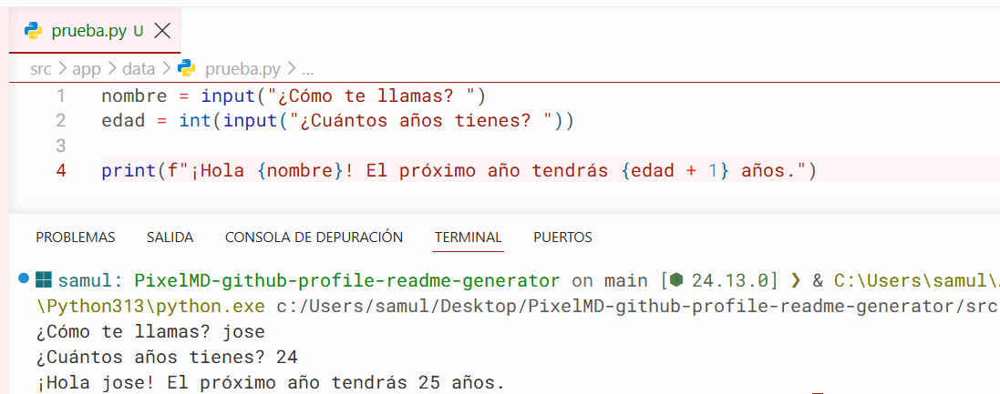 prueba.py U
src > app > data > prueba.py > ...
1 nombre = input("¿Cómo te llamas? ")
2 edad = int(input("¿Cuántos años tienes? "))
3
4 print(f"¡Hola {nombre}! El próximo año tendrás {edad + 1} años.")
PROBLEMAS SALIDA CONSOLA DE DEPURACIÓN TERMINAL PUERTOS
samul: PixelMD-github-profile-readme-generator on main [⬢ 24.13.0] ❯ & C:\Users\samul\
\Python313\python.exe c:/Users/samul/Desktop/PixelMD-github-profile-readme-generator/src
¿Cómo te llamas? jose
¿Cuántos años tienes? 24
¡Hola jose! El próximo año tendrás 25 años.